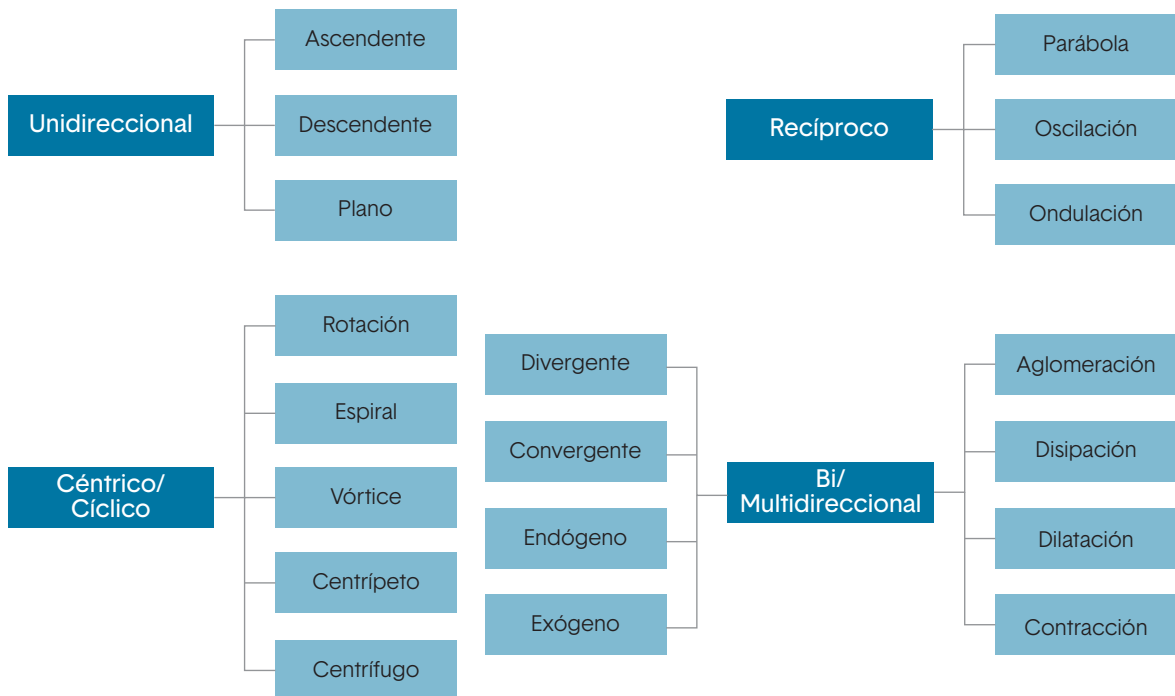 Unidireccional
Ascendente
Descendente
Plano
Recíproco
Parábola
Oscilación
Ondulación
Céntrico/
Cíclico
Rotación
Espiral
Vórtice
Centrípeto
Centrífugo
Divergente
Convergente
Endógeno
Exógeno
Bi/
Multidireccional
Aglomeración
Disipación
Dilatación
Contracción